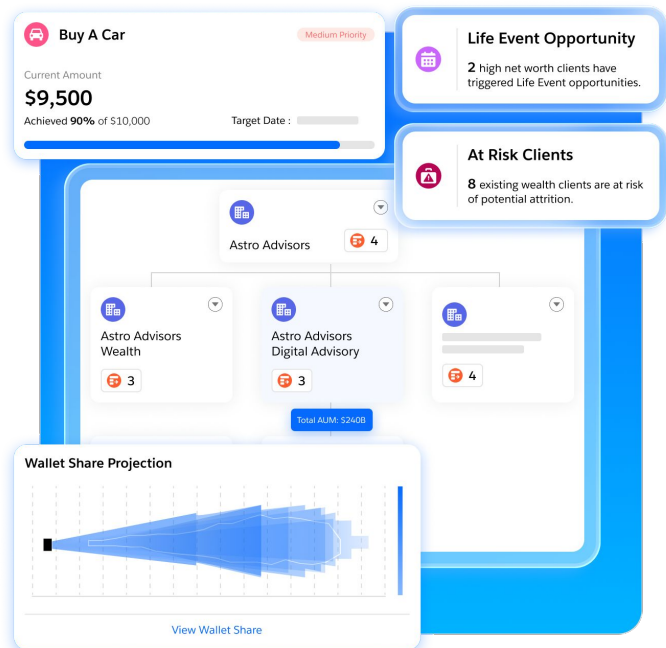 Buy A Car
Medium Priority
Current Amount
$9,500
Achieved 90% of $10,000
Target Date :
Life Event Opportunity
2 high net worth clients have
triggered Life Event opportunities.
At Risk Clients
8 existing wealth clients are at risk
of potential attrition.
Astro Advisors
4
Astro Advisors
Wealth
3
Astro Advisors
Digital Advisory
3
4
Total AUM: $240B
Wallet Share Projection
View Wallet Share